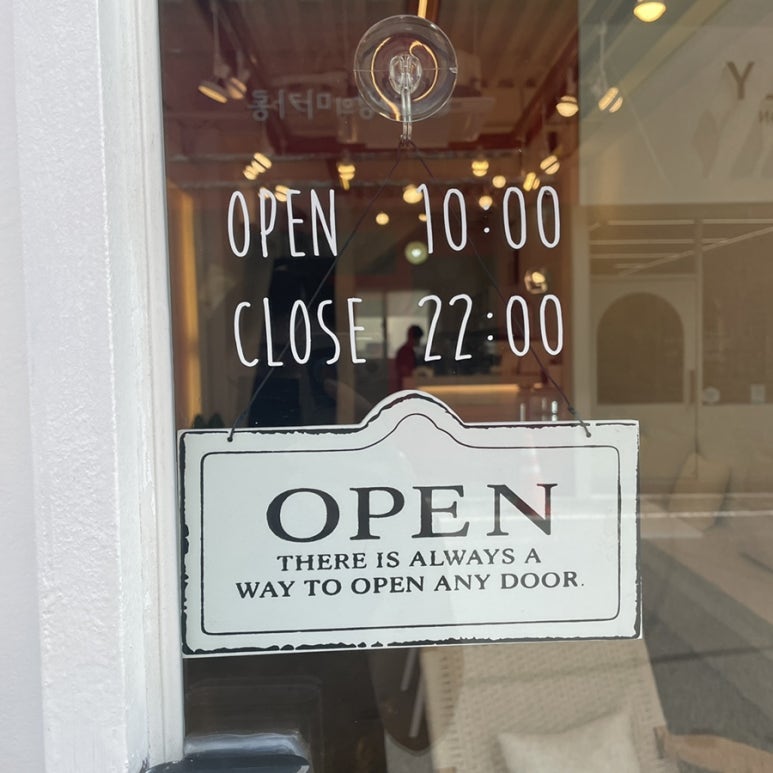 OPEN 10:00
CLOSE 22:00
OPEN
THERE IS ALWAYS A
WAY TO OPEN ANY DOOR.